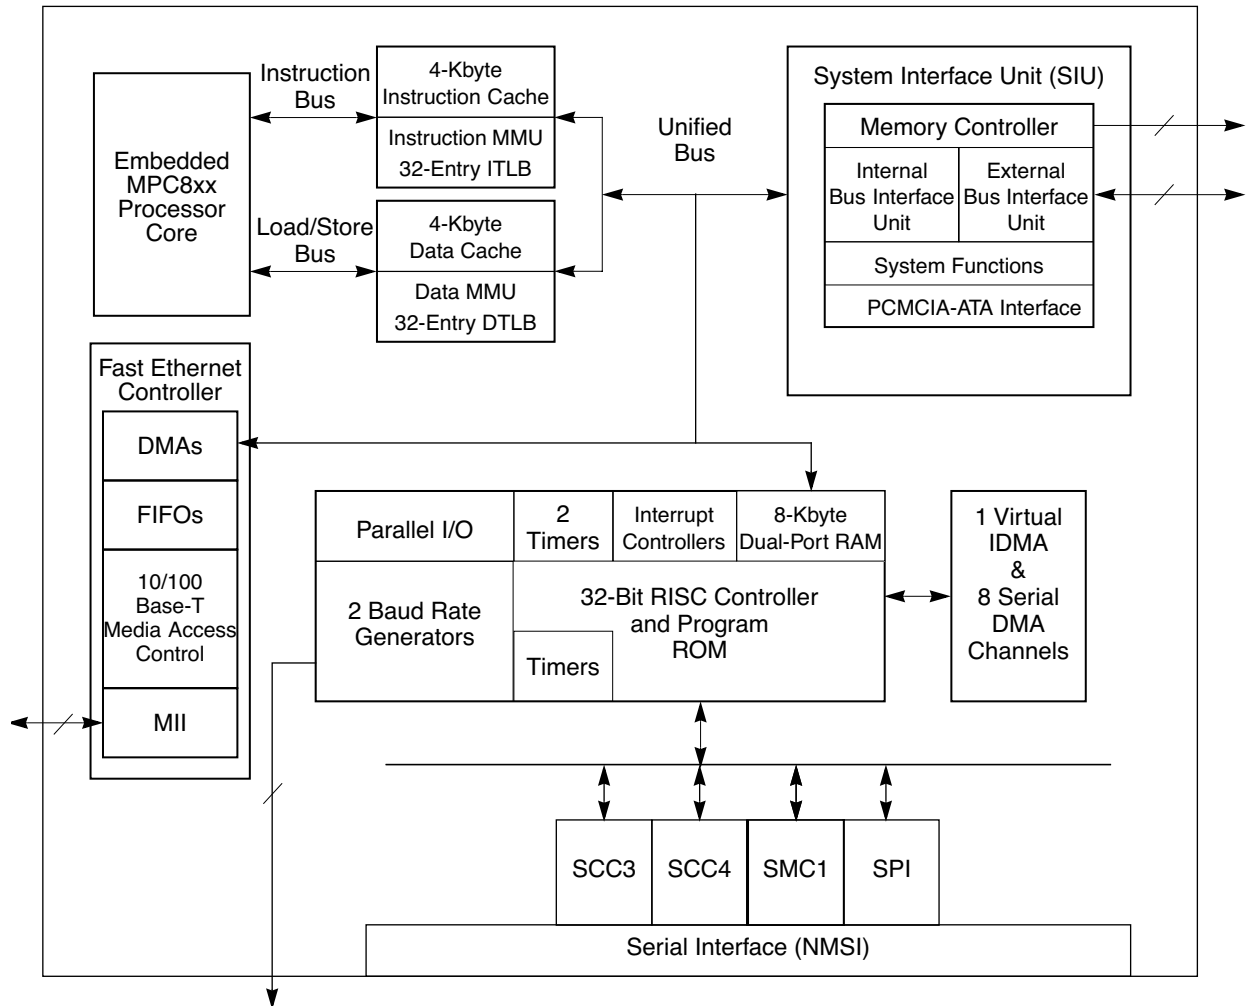 Embedded
MPC8xx
Processor
Core
Instruction
Bus
Load/Store
Bus
4-Kbyte
Instruction Cache
Instruction MMU
32-Entry ITLB
4-Kbyte
Data Cache
Data MMU
32-Entry DTLB
Unified
Bus
System Interface Unit (SIU)
Memory Controller
Internal
Bus Interface
Unit
External
Bus Interface
Unit
System Functions
PCMCIA-ATA Interface
Fast Ethernet
Controller
DMAs
FIFOs
10/100
Base-T
Media Access
Control
MII
Parallel I/O
2
Timers
Interrupt
Controllers
8-Kbyte
Dual-Port RAM
2 Baud Rate
Generators
32-Bit RISC Controller
and Program
ROM
Timers
1 Virtual
IDMA
&
8 Serial
DMA
Channels
SCC3
SCC4
SMC1
SPI
Serial Interface (NMSI)